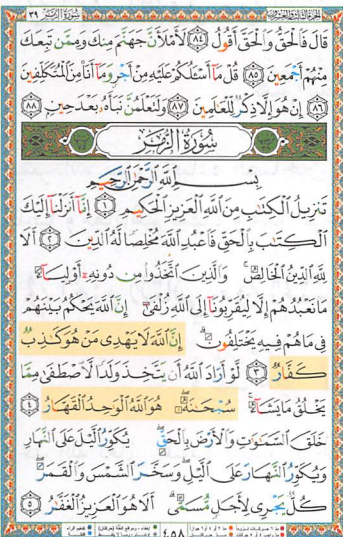 الجزء الثالث والعشرون سُورَةُ الزُّمَر ٣٩
قَالَ فَٱلْحَقُّ وَٱلْحَقَّ أَقُولُ ٨٤ لَأَمْلَأَنَّ جَهَنَّمَ مِنكَ وَمِمَّن تَبِعَكَ
مِنْهُمْ أَجْمَعِينَ ٨٥ قُلْ مَآ أَسْـَٔلُكُمْ عَلَيْهِ مِنْ أَجْرٍ وَمَآ أَنَا۠ مِنَ ٱلْمُتَكَلِّفِينَ
٨٦ إِنْ هُوَ إِلَّا ذِكْرٌ لِّلْعَـٰلَمِينَ ٨٧ وَلَتَعْلَمُنَّ نَبَأَهُۥ بَعْدَ حِينٍۭ ٨٨
سُورَةُ الزُّمَر
بِسْمِ ٱللَّهِ ٱلرَّحْمَـٰنِ ٱلرَّحِيمِ
تَنزِيلُ ٱلْكِتَـٰبِ مِنَ ٱللَّهِ ٱلْعَزِيزِ ٱلْحَكِيمِ ١ إِنَّآ أَنزَلْنَآ إِلَيْكَ
ٱلْكِتَـٰبَ بِٱلْحَقِّ فَٱعْبُدِ ٱللَّهَ مُخْلِصًا لَّهُ ٱلدِّينَ ٢ أَلَا
لِلَّهِ ٱلدِّينُ ٱلْخَالِصُ ۚ وَٱلَّذِينَ ٱتَّخَذُوا۟ مِن دُونِهِۦٓ أَوْلِيَآءَ
مَا نَعْبُدُهُمْ إِلَّا لِيُقَرِّبُونَآ إِلَى ٱللَّهِ زُلْفَىٰٓ إِنَّ ٱللَّهَ يَحْكُمُ بَيْنَهُمْ
فِى مَا هُمْ فِيهِ يَخْتَلِفُونَ ۗ إِنَّ ٱللَّهَ لَا يَهْدِى مَنْ هُوَ كَـٰذِبٌ
كَفَّارٌ ٣ لَّوْ أَرَادَ ٱللَّهُ أَن يَتَّخِذَ وَلَدًا لَّٱصْطَفَىٰ مِمَّا
يَخْلُقُ مَا يَشَآءُ ۚ سُبْحَـٰنَهُۥ ۖ هُوَ ٱللَّهُ ٱلْوَٰحِدُ ٱلْقَهَّارُ ٤
خَلَقَ ٱلسَّمَـٰوَٰتِ وَٱلْأَرْضَ بِٱلْحَقِّ ۖ يُكَوِّرُ ٱلَّيْلَ عَلَى ٱلنَّهَارِ
وَيُكَوِّرُ ٱلنَّهَارَ عَلَى ٱلَّيْلِ ۖ وَسَخَّرَ ٱلشَّمْسَ وَٱلْقَمَرَ ۖ
كُلٌّ يَجْرِى لِأَجَلٍ مُّسَمًّى ۗ أَلَا هُوَ ٱلْعَزِيزُ ٱلْغَفَّـٰرُ ٥
٤٥٨